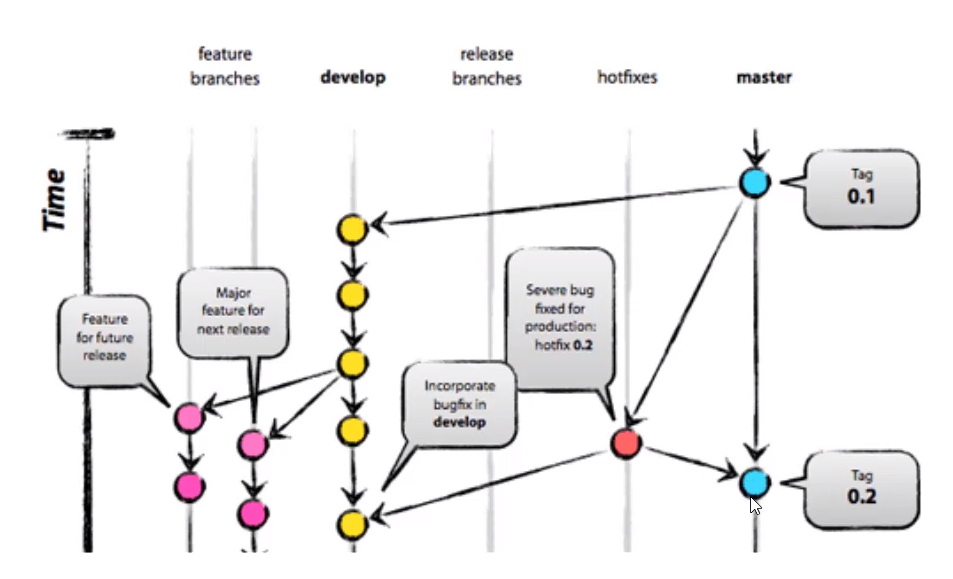 feature
branches
develop
release
branches
hotfixes
master
Time
Tag
0.1
Feature
for future
release
Major
feature for
next release
Severe bug
fixed for
production:
hotfix 0.2
Incorporate
bugfix in
develop
Tag
0.2